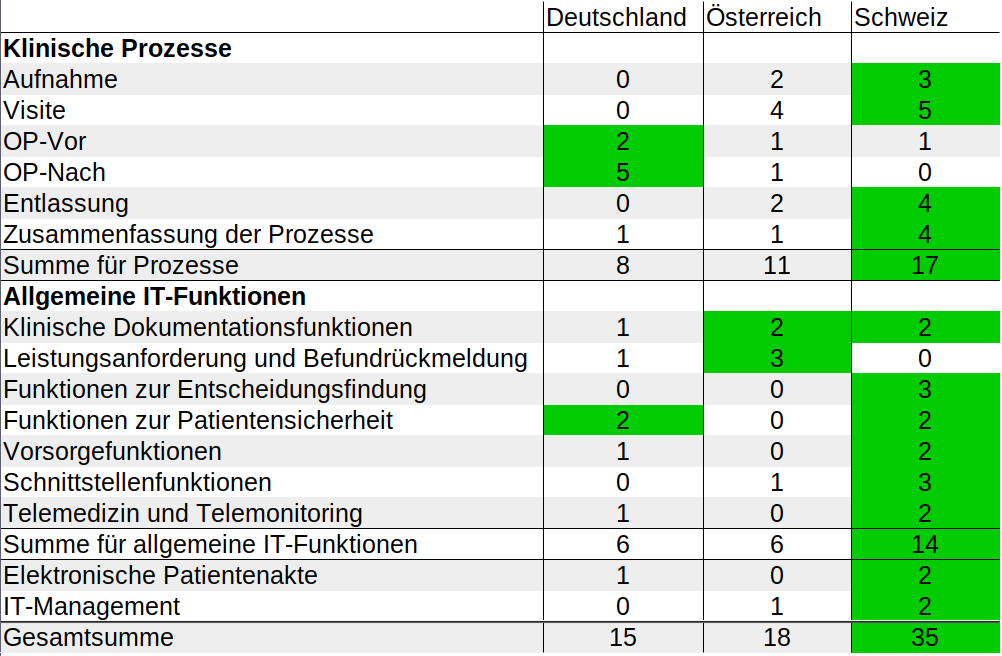 Deutschland Österreich Schweiz
Klinische Prozesse
Aufnahme 0 2 3
Visite 0 4 5
OP-Vor 2 1 1
OP-Nach 5 1 0
Entlassung 0 2 4
Zusammenfassung der Prozesse 1 1 4
Summe für Prozesse 8 11 17
Allgemeine IT-Funktionen
Klinische Dokumentationsfunktionen 1 2 2
Leistungsanforderung und Befundrückmeldung 1 3 0
Funktionen zur Entscheidungsfindung 0 0 3
Funktionen zur Patientensicherheit 2 0 2
Vorsorgefunktionen 1 0 2
Schnittstellenfunktionen 0 1 3
Telemedizin und Telemonitoring 1 0 2
Summe für allgemeine IT-Funktionen 6 6 14
Elektronische Patientenakte 1 0 2
IT-Management 0 1 2
Gesamtsumme 15 18 35